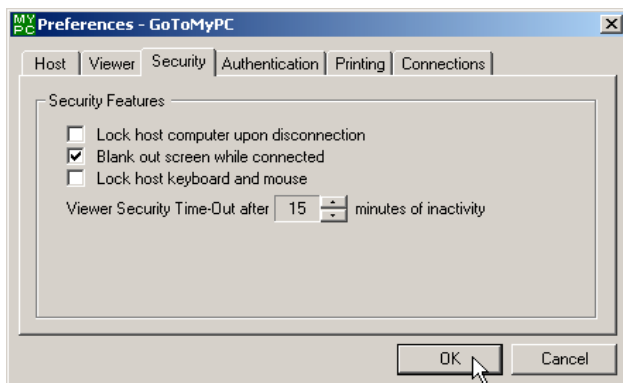 MY PC Preferences - GoToMyPC
Host Viewer Security Authentication Printing Connections
Security Features
Lock host computer upon disconnection
Blank out screen while connected
Lock host keyboard and mouse
Viewer Security Time-Out after 15 minutes of inactivity
OK Cancel